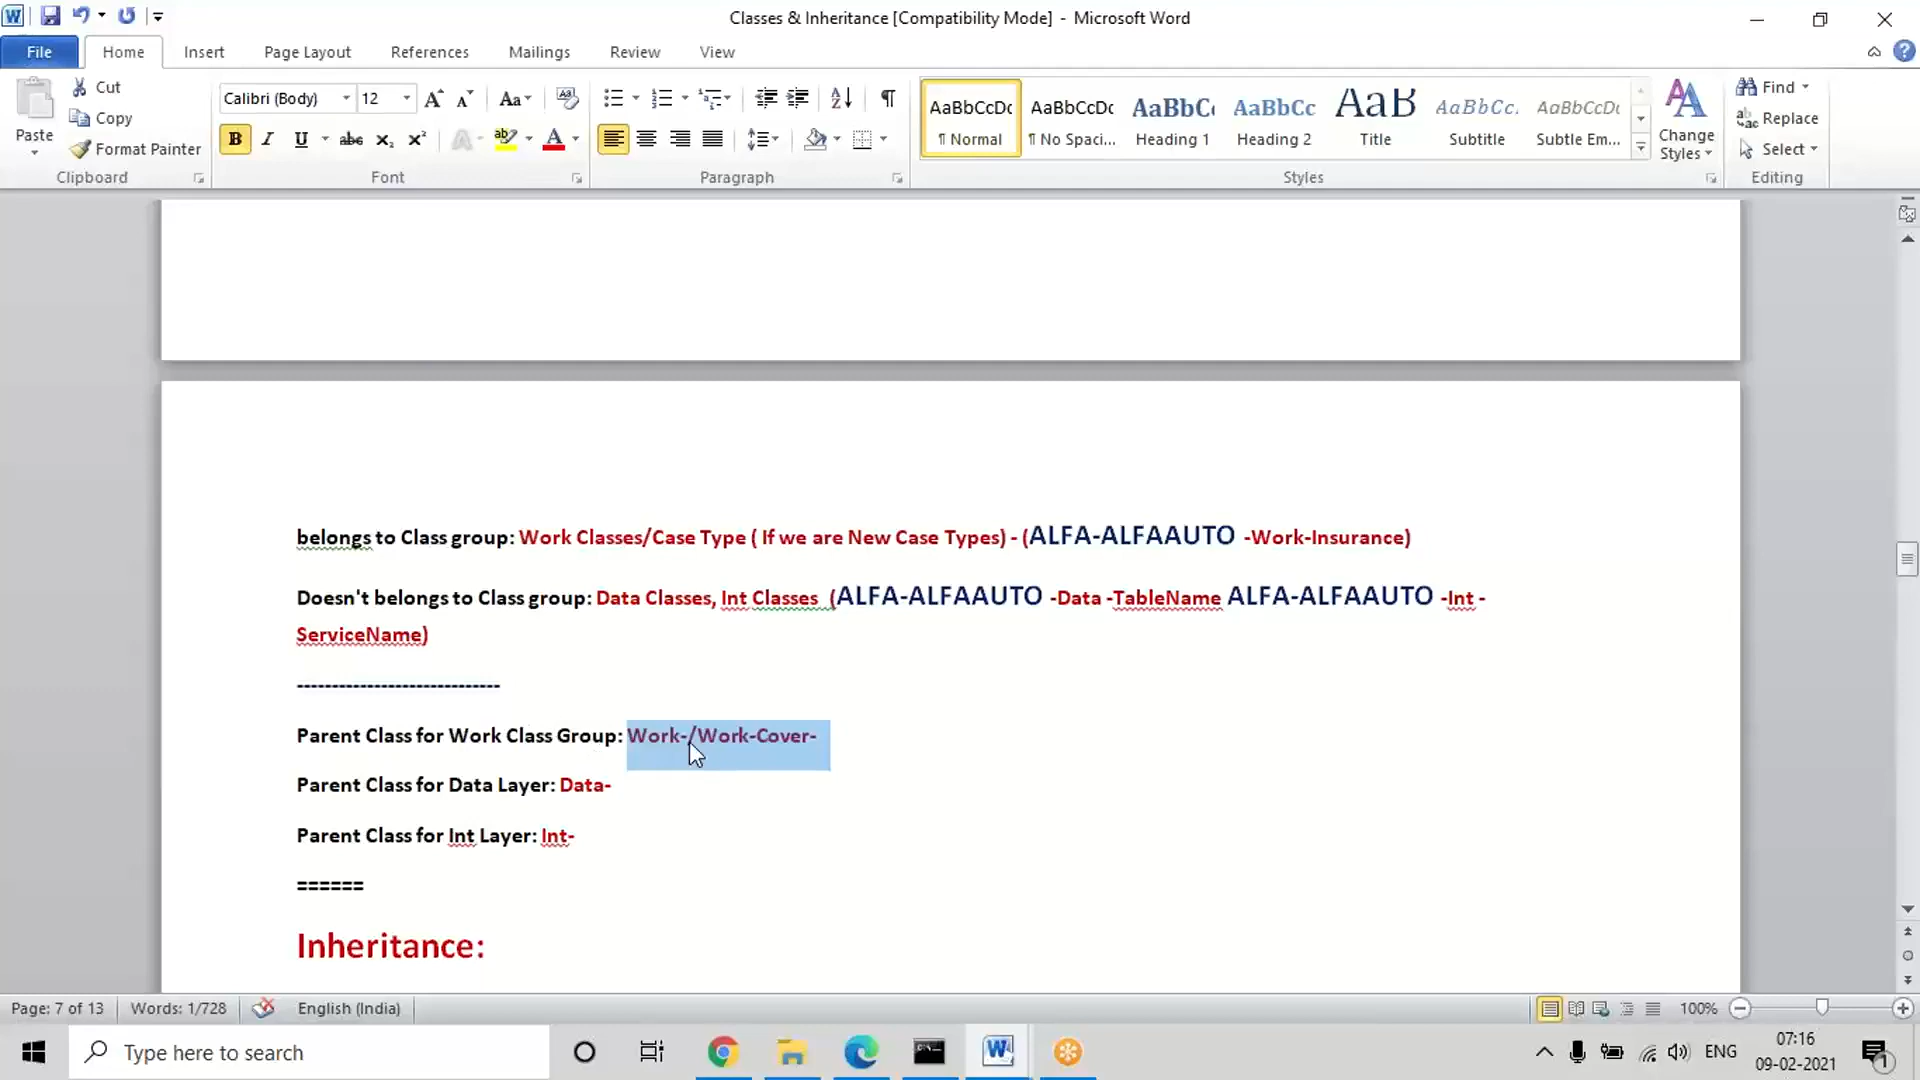 Classes & Inheritance [Compatibility Mode] - Microsoft Word
File Home Insert Page Layout References Mailings Review View
Paste
Cut
Copy
Format Painter
Clipboard
Calibri (Body) 12
Font
Paragraph
AaBbCcDc AaBbCcDc AaBbC AaBbCc AaB AaBbCc. AaBbCcDc
¶ Normal ¶ No Spaci... Heading 1 Heading 2 Title Subtitle Subtle Em...
Change Styles
Styles
Find
Replace
Select
Editing
belongs to Class group: Work Classes/Case Type ( If we are New Case Types) - (ALFA-ALFAAUTO -Work-Insurance)
Doesn't belongs to Class group: Data Classes, Int Classes (ALFA-ALFAAUTO -Data -TableName ALFA-ALFAAUTO -Int -
ServiceName)
-----------------------------
Parent Class for Work Class Group: Work-/Work-Cover-
Parent Class for Data Layer: Data-
Parent Class for Int Layer: Int-
======
Inheritance:
Page: 7 of 13 Words: 1/728 English (India) 100%
Type here to search
ENG
07:16
09-02-2021
1